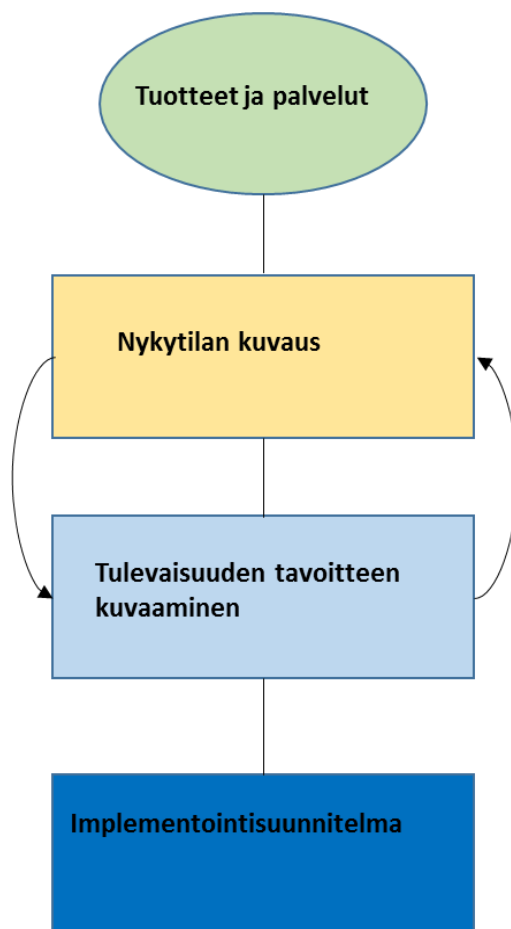 Tuotteet ja palvelut
Nykytilan kuvaus
Tulevaisuuden tavoitteen
kuvaaminen
Implementointisuunnitelma